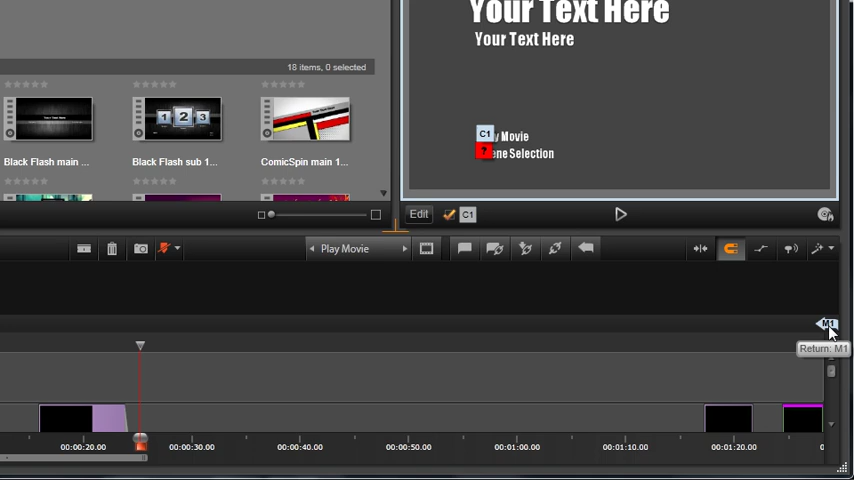 Your Text Here
Your Text Here
18 items, 0 selected
1 2 3
Black Flash main ...
Black Flash sub 1...
ComicSpin main 1...
C1 y Movie
? ene Selection
Edit
C1
Play Movie
M1
Return: M1
00:00:20.00
00:00:30.00
00:00:40.00
00:00:50.00
00:01:00.00
00:01:10.00
00:01:20.00